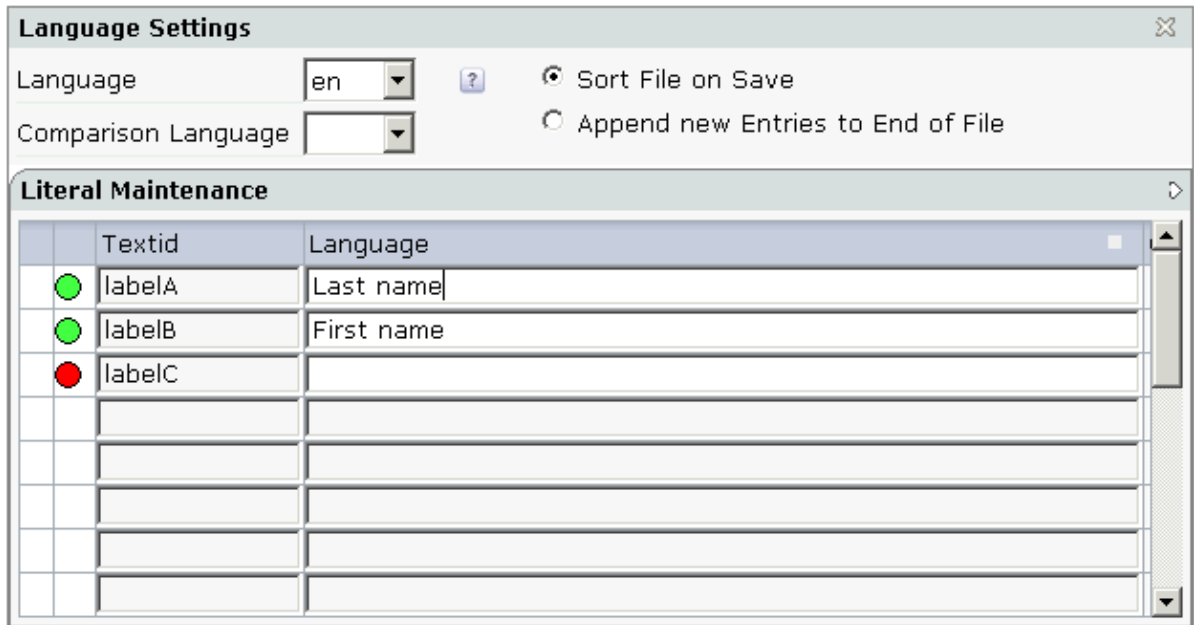 Language Settings
Language en ? Sort File on Save
Comparison Language Append new Entries to End of File
Literal Maintenance
Textid Language
labelA Last name
labelB First name
labelC